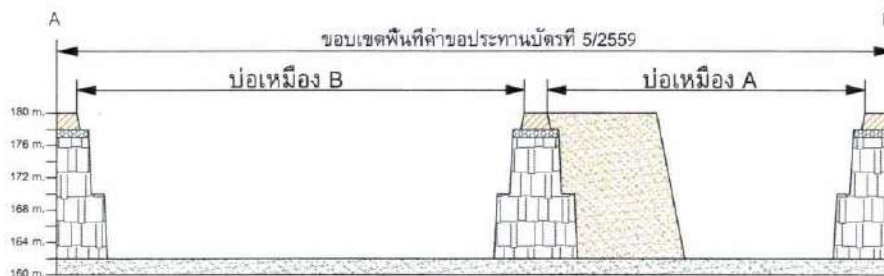 A
ขอบเขตพื้นที่คำขอประทานบัตรที่ 5/2559
บ่อเหมือง B
บ่อเหมือง A
180 m.
176 m.
172 m.
168 m.
164 m.
160 m.